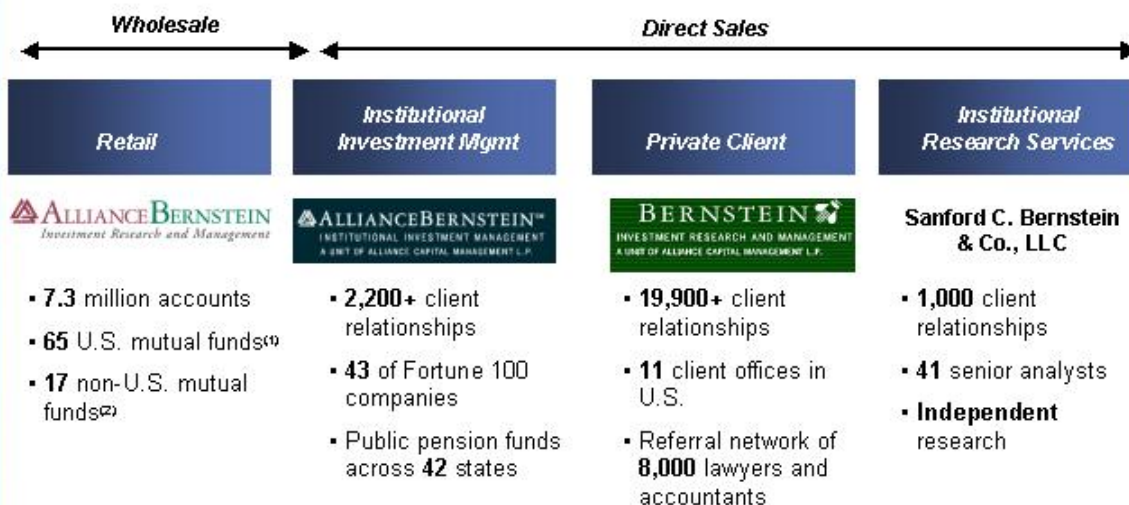 Wholesale
Direct Sales
Retail
Institutional
Investment Mgmt
Private Client
Institutional
Research Services
ALLIANCEBERNSTEIN
Investment Research and Management
ALLIANCEBERNSTEIN℠
INSTITUTIONAL INVESTMENT MANAGEMENT
A UNIT OF ALLIANCE CAPITAL MANAGEMENT L.P.
BERNSTEIN
INVESTMENT RESEARCH AND MANAGEMENT
A UNIT OF ALLIANCE CAPITAL MANAGEMENT L.P.
Sanford C. Bernstein
& Co., LLC
▪ 7.3 million accounts
▪ 65 U.S. mutual funds(1)
▪ 17 non-U.S. mutual
funds(2)
▪ 2,200+ client
relationships
▪ 43 of Fortune 100
companies
▪ Public pension funds
across 42 states
▪ 19,900+ client
relationships
▪ 11 client offices in
U.S.
▪ Referral network of
8,000 lawyers and
accountants
▪ 1,000 client
relationships
▪ 41 senior analysts
▪ Independent
research